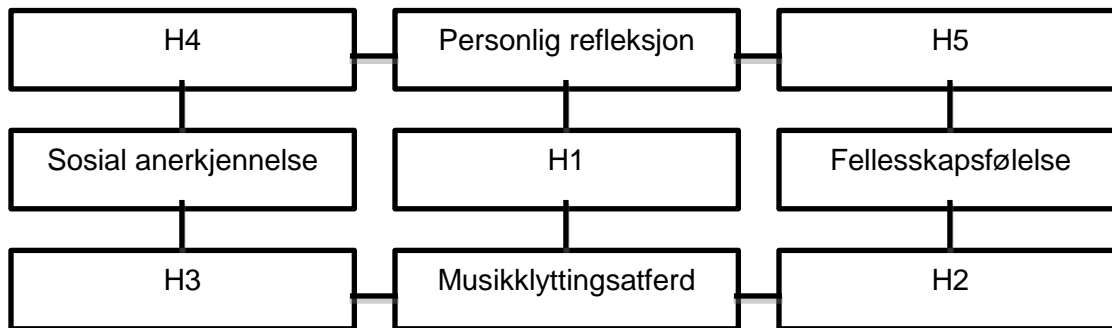 H4
Personlig refleksjon
H5
Sosial anerkjennelse
H1
Fellesskapsfølelse
H3
Musikklyttingsatferd
H2